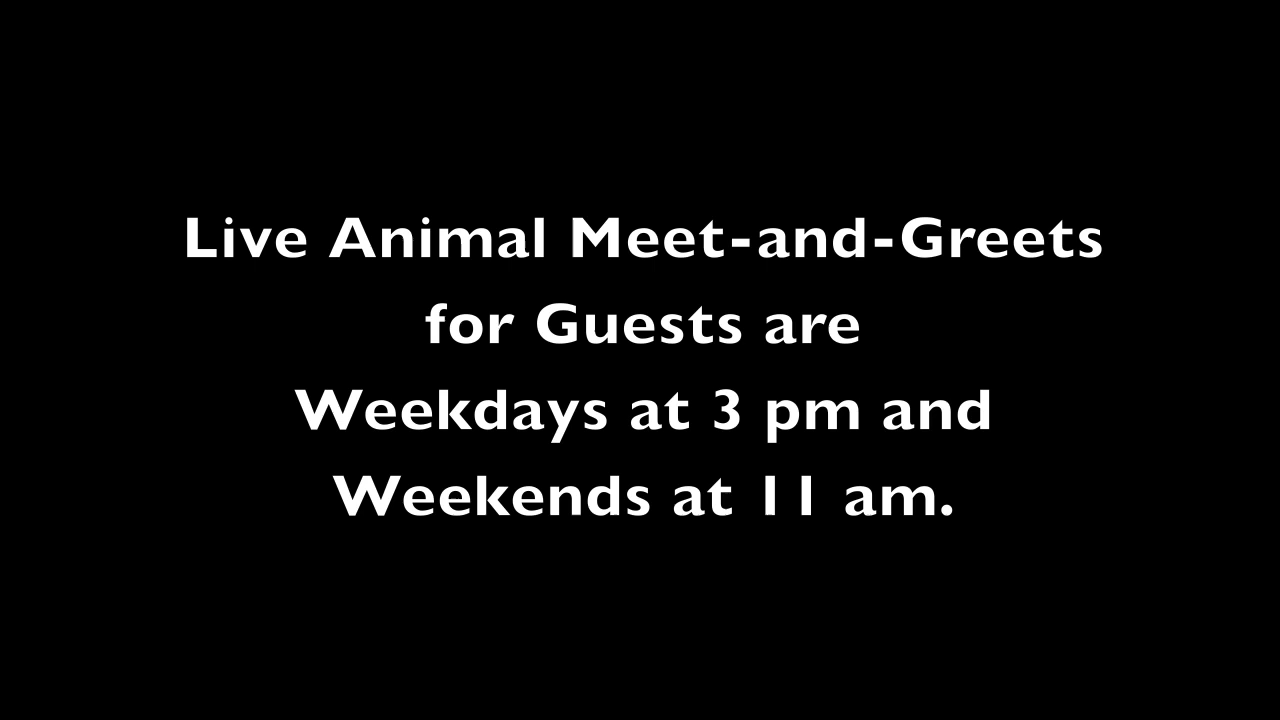 Live Animal Meet-and-Greets
for Guests are
Weekdays at 3 pm and
Weekends at 11 am.